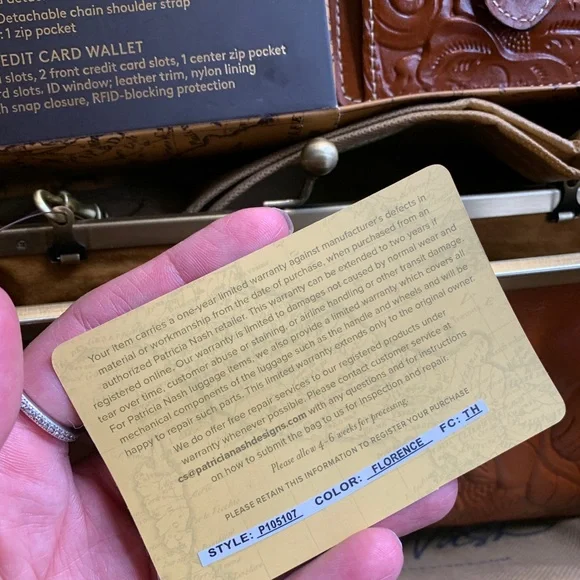 Detachable chain shoulder strap
: 1 zip pocket
EDIT CARD WALLET
slots, 2 front credit card slots, 1 center zip pocket
rd slots, ID window; leather trim, nylon lining
h snap closure, RFID-blocking protection
Your item carries a one-year limited warranty against manufacturer's defects in
material or workmanship from the date of purchase, when purchased from an
authorized Patricia Nash retailer. This warranty can be extended to two years if
registered online. Our warranty is limited to damages not caused by normal wear and
tear over time, customer abuse or staining, or airline handling or other transit damage.
For Patricia Nash luggage items, we also provide a limited warranty which covers all
mechanical components of the luggage such as the handle and wheels and will be
happy to repair such parts. This limited warranty extends only to the original owner.
We do offer free repair services to our registered products under
warranty whenever possible. Please contact customer service at
cs@patricianashdesigns.com with any questions and for instructions
on how to submit the bag to us for inspection and repair.
Please allow 4-6 weeks for processing.
PLEASE RETAIN THIS INFORMATION TO REGISTER YOUR PURCHASE
STYLE: P105107 COLOR: FLORENCE FC: TH